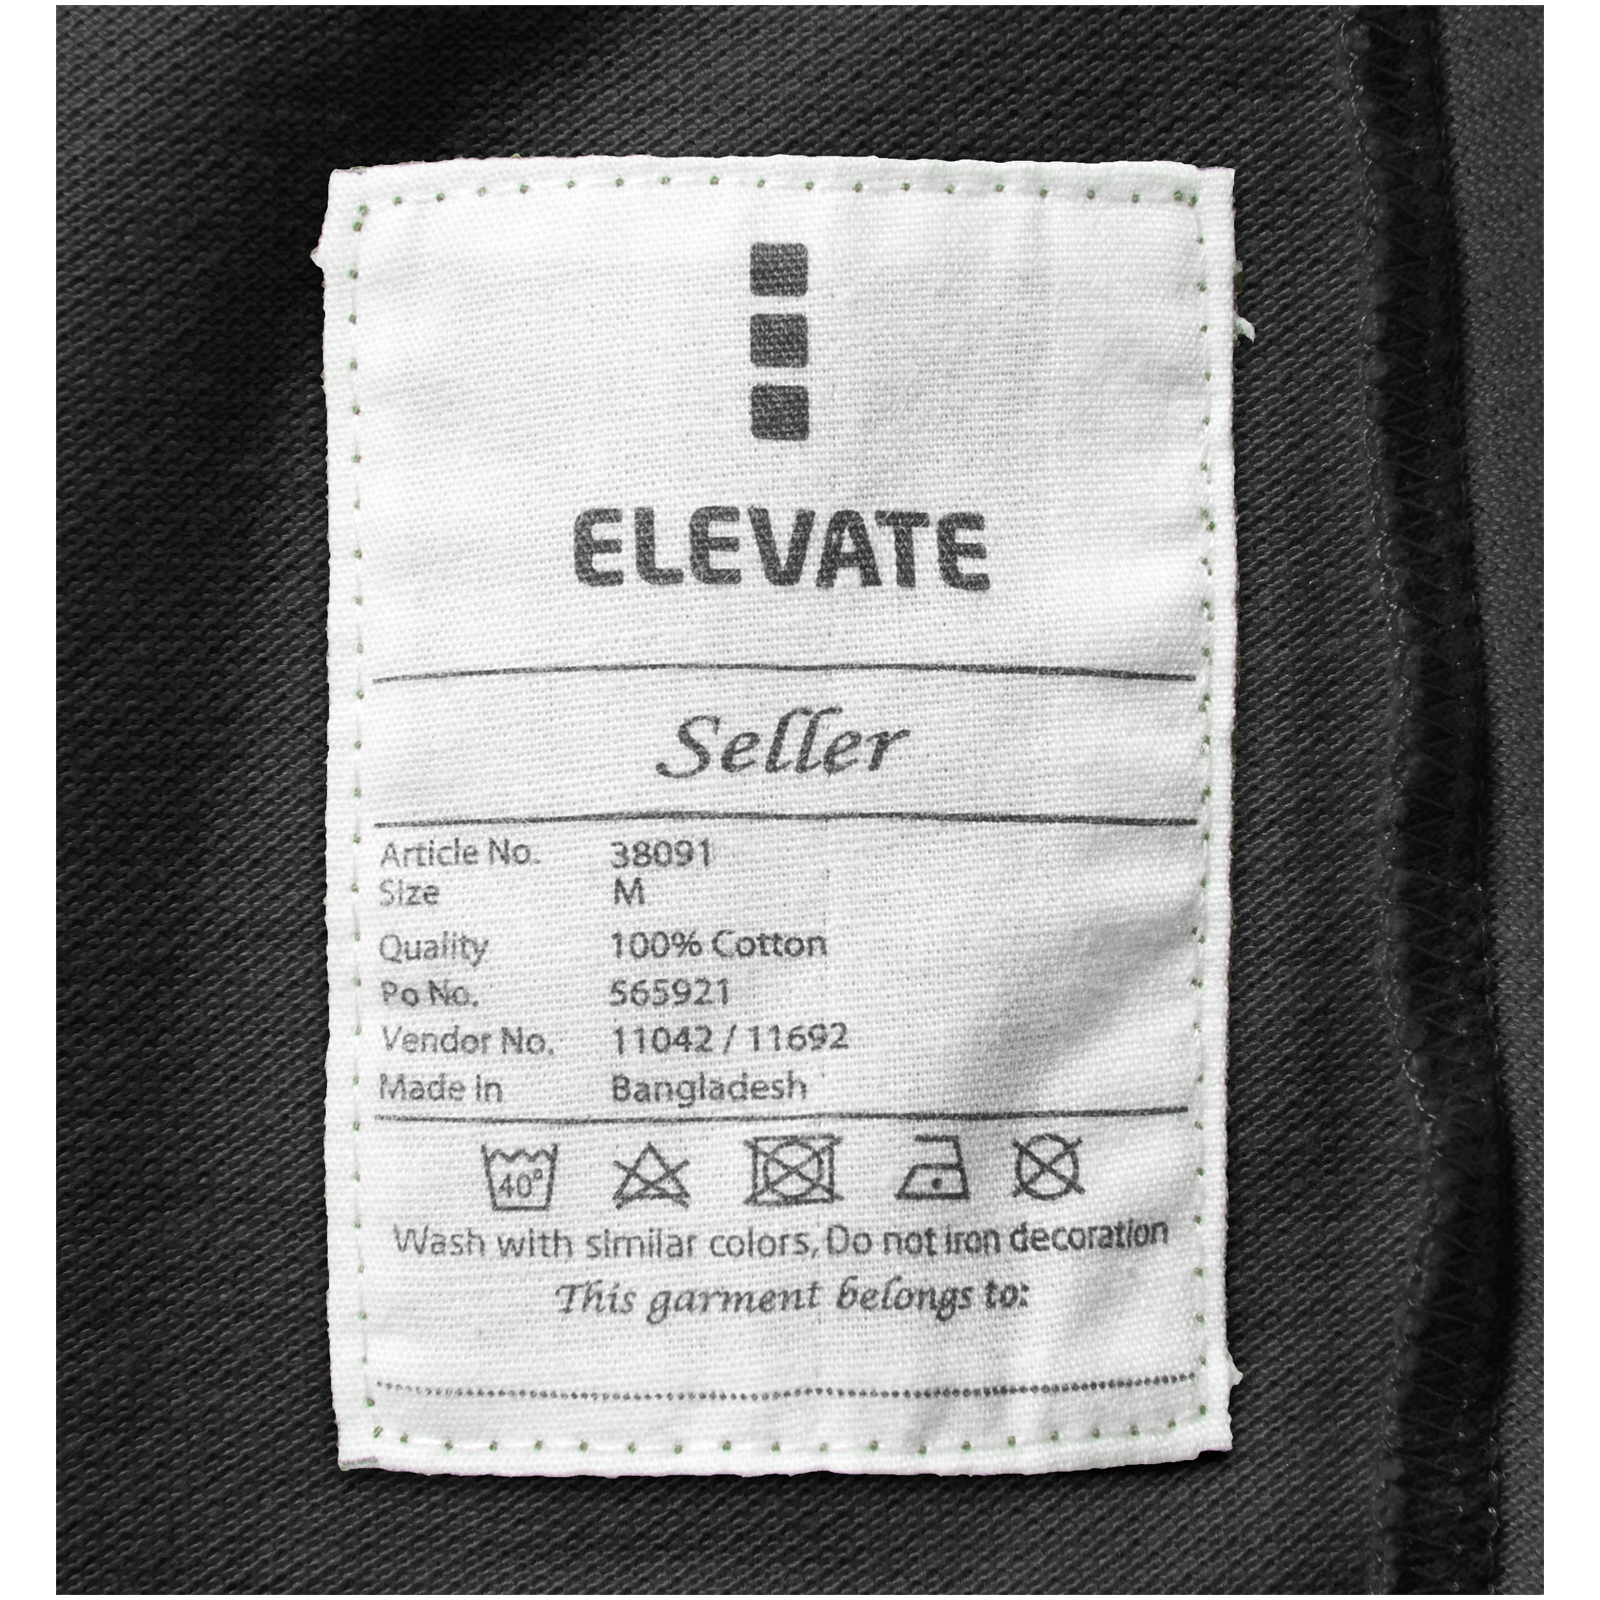 ELEVATE
Seller
Article No. 38091
Size M
Quality 100% Cotton
Po No. 565921
Vendor No. 11042 / 11692
Made in Bangladesh
40°
Wash with similar colors, Do not iron decoration
This garment belongs to: